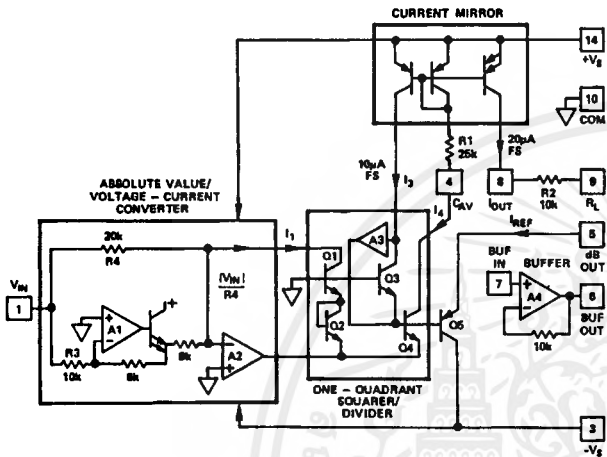 CURRENT MIRROR
14
+VS
10
COM
R1
25k
20μA
FS
10μA
FS
I3
4
CAV
8
IOUT
R2
10k
9
RL
ABSOLUTE VALUE/
VOLTAGE – CURRENT
CONVERTER
I4
IREF
5
dB
OUT
20k
R4
I1
|VIN|
R4
A3
Q1
Q3
BUF
IN
BUFFER
7
A4
6
BUF
OUT
10k
VIN
1
A1
+
Q2
Q4
Q5
R3
10k
8k
A2
ONE – QUADRANT
SQUARER/
DIVIDER
3
-VS